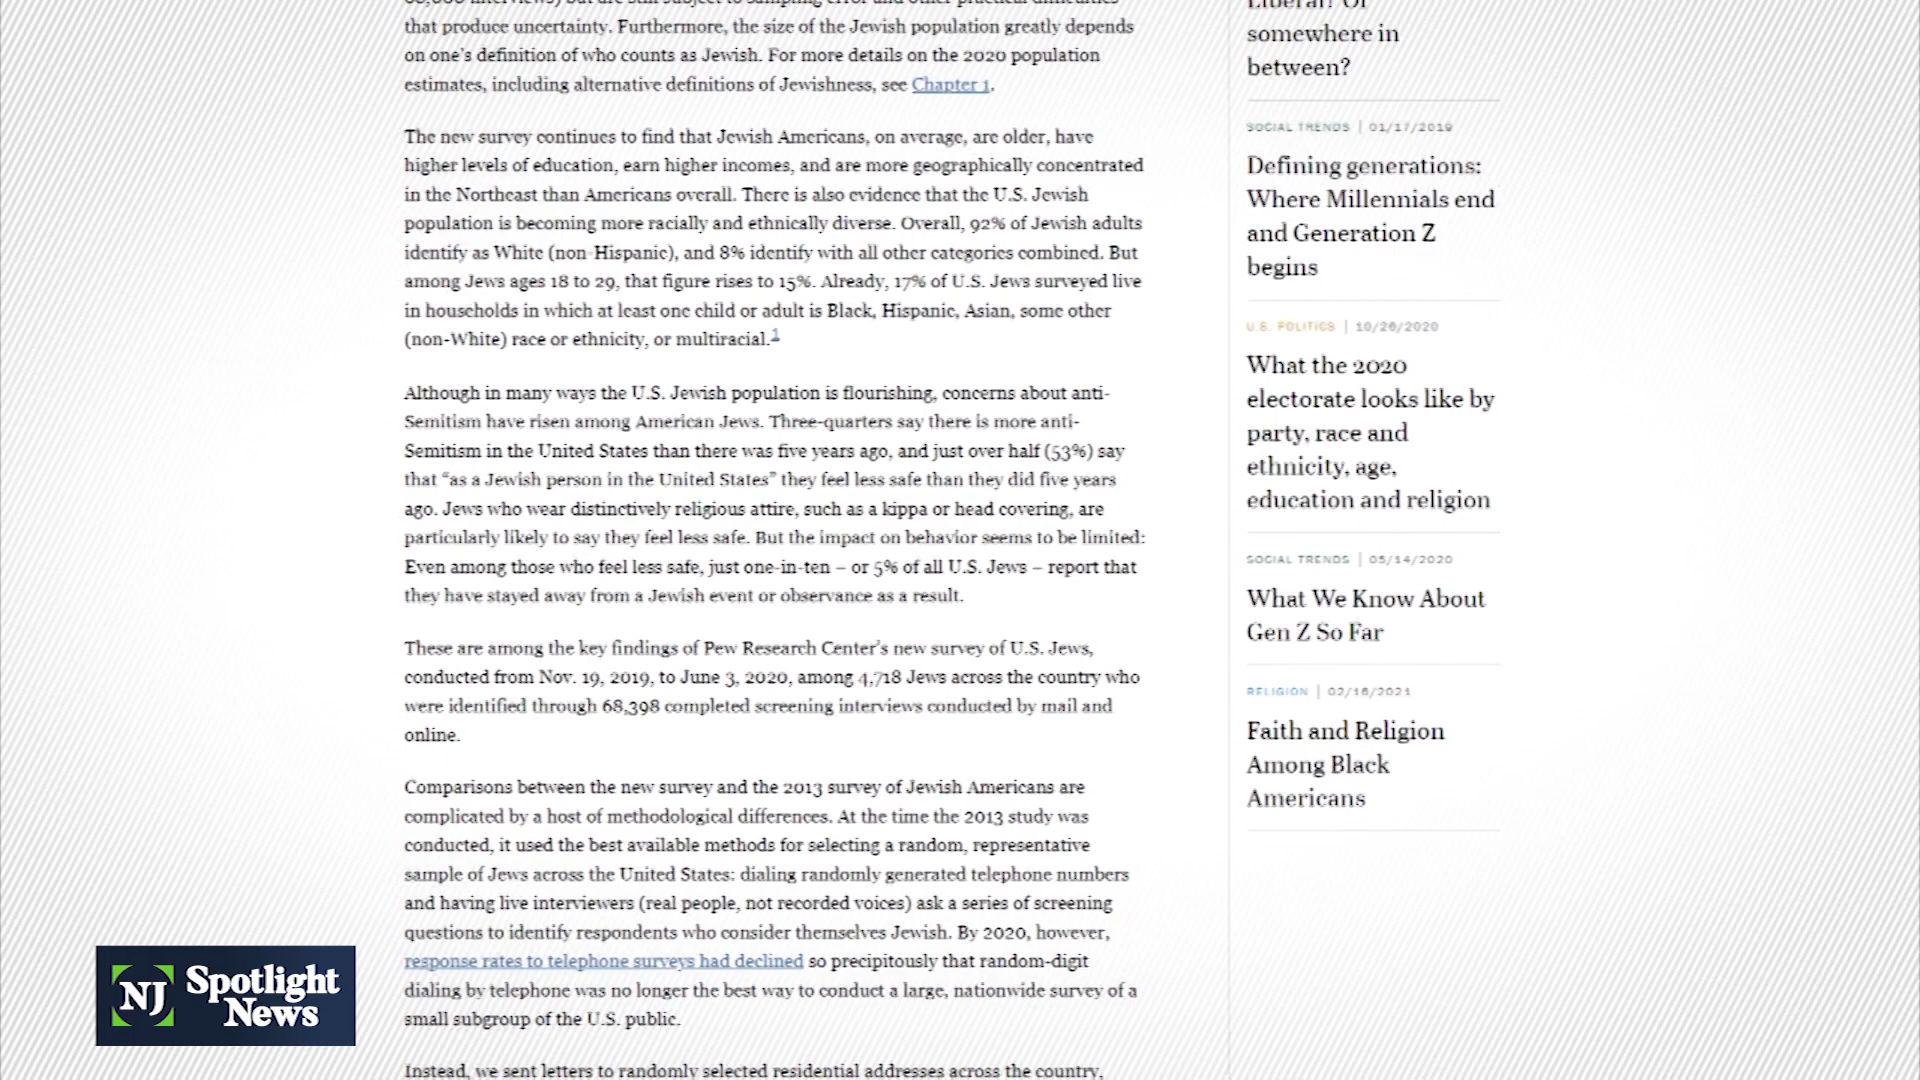 that produce uncertainty. Furthermore, the size of the Jewish population greatly depends
on one's definition of who counts as Jewish. For more details on the 2020 population
estimates, including alternative definitions of Jewishness, see Chapter 1.
The new survey continues to find that Jewish Americans, on average, are older, have
higher levels of education, earn higher incomes, and are more geographically concentrated
in the Northeast than Americans overall. There is also evidence that the U.S. Jewish
population is becoming more racially and ethnically diverse. Overall, 92% of Jewish adults
identify as White (non-Hispanic), and 8% identify with all other categories combined. But
among Jews ages 18 to 29, that figure rises to 15%. Already, 17% of U.S. Jews surveyed live
in households in which at least one child or adult is Black, Hispanic, Asian, some other
(non-White) race or ethnicity, or multiracial.1
Although in many ways the U.S. Jewish population is flourishing, concerns about anti-
Semitism have risen among American Jews. Three-quarters say there is more anti-
Semitism in the United States than there was five years ago, and just over half (53%) say
that “as a Jewish person in the United States” they feel less safe than they did five years
ago. Jews who wear distinctively religious attire, such as a kippa or head covering, are
particularly likely to say they feel less safe. But the impact on behavior seems to be limited:
Even among those who feel less safe, just one-in-ten – or 5% of all U.S. Jews – report that
they have stayed away from a Jewish event or observance as a result.
These are among the key findings of Pew Research Center's new survey of U.S. Jews,
conducted from Nov. 19, 2019, to June 3, 2020, among 4,718 Jews across the country who
were identified through 68,398 completed screening interviews conducted by mail and
online.
Comparisons between the new survey and the 2013 survey of Jewish Americans are
complicated by a host of methodological differences. At the time the 2013 study was
conducted, it used the best available methods for selecting a random, representative
sample of Jews across the United States: dialing randomly generated telephone numbers
and having live interviewers (real people, not recorded voices) ask a series of screening
questions to identify respondents who consider themselves Jewish. By 2020, however,
response rates to telephone surveys had declined so precipitously that random-digit
dialing by telephone was no longer the best way to conduct a large, nationwide survey of a
small subgroup of the U.S. public.
Instead, we sent letters to randomly selected residential addresses across the country,
Liberal? Or
somewhere in
between?
SOCIAL TRENDS | 01/17/2019
Defining generations:
Where Millennials end
and Generation Z
begins
U.S. POLITICS | 10/26/2020
What the 2020
electorate looks like by
party, race and
ethnicity, age,
education and religion
SOCIAL TRENDS | 05/14/2020
What We Know About
Gen Z So Far
RELIGION | 02/16/2021
Faith and Religion
Among Black
Americans
NJ Spotlight
News